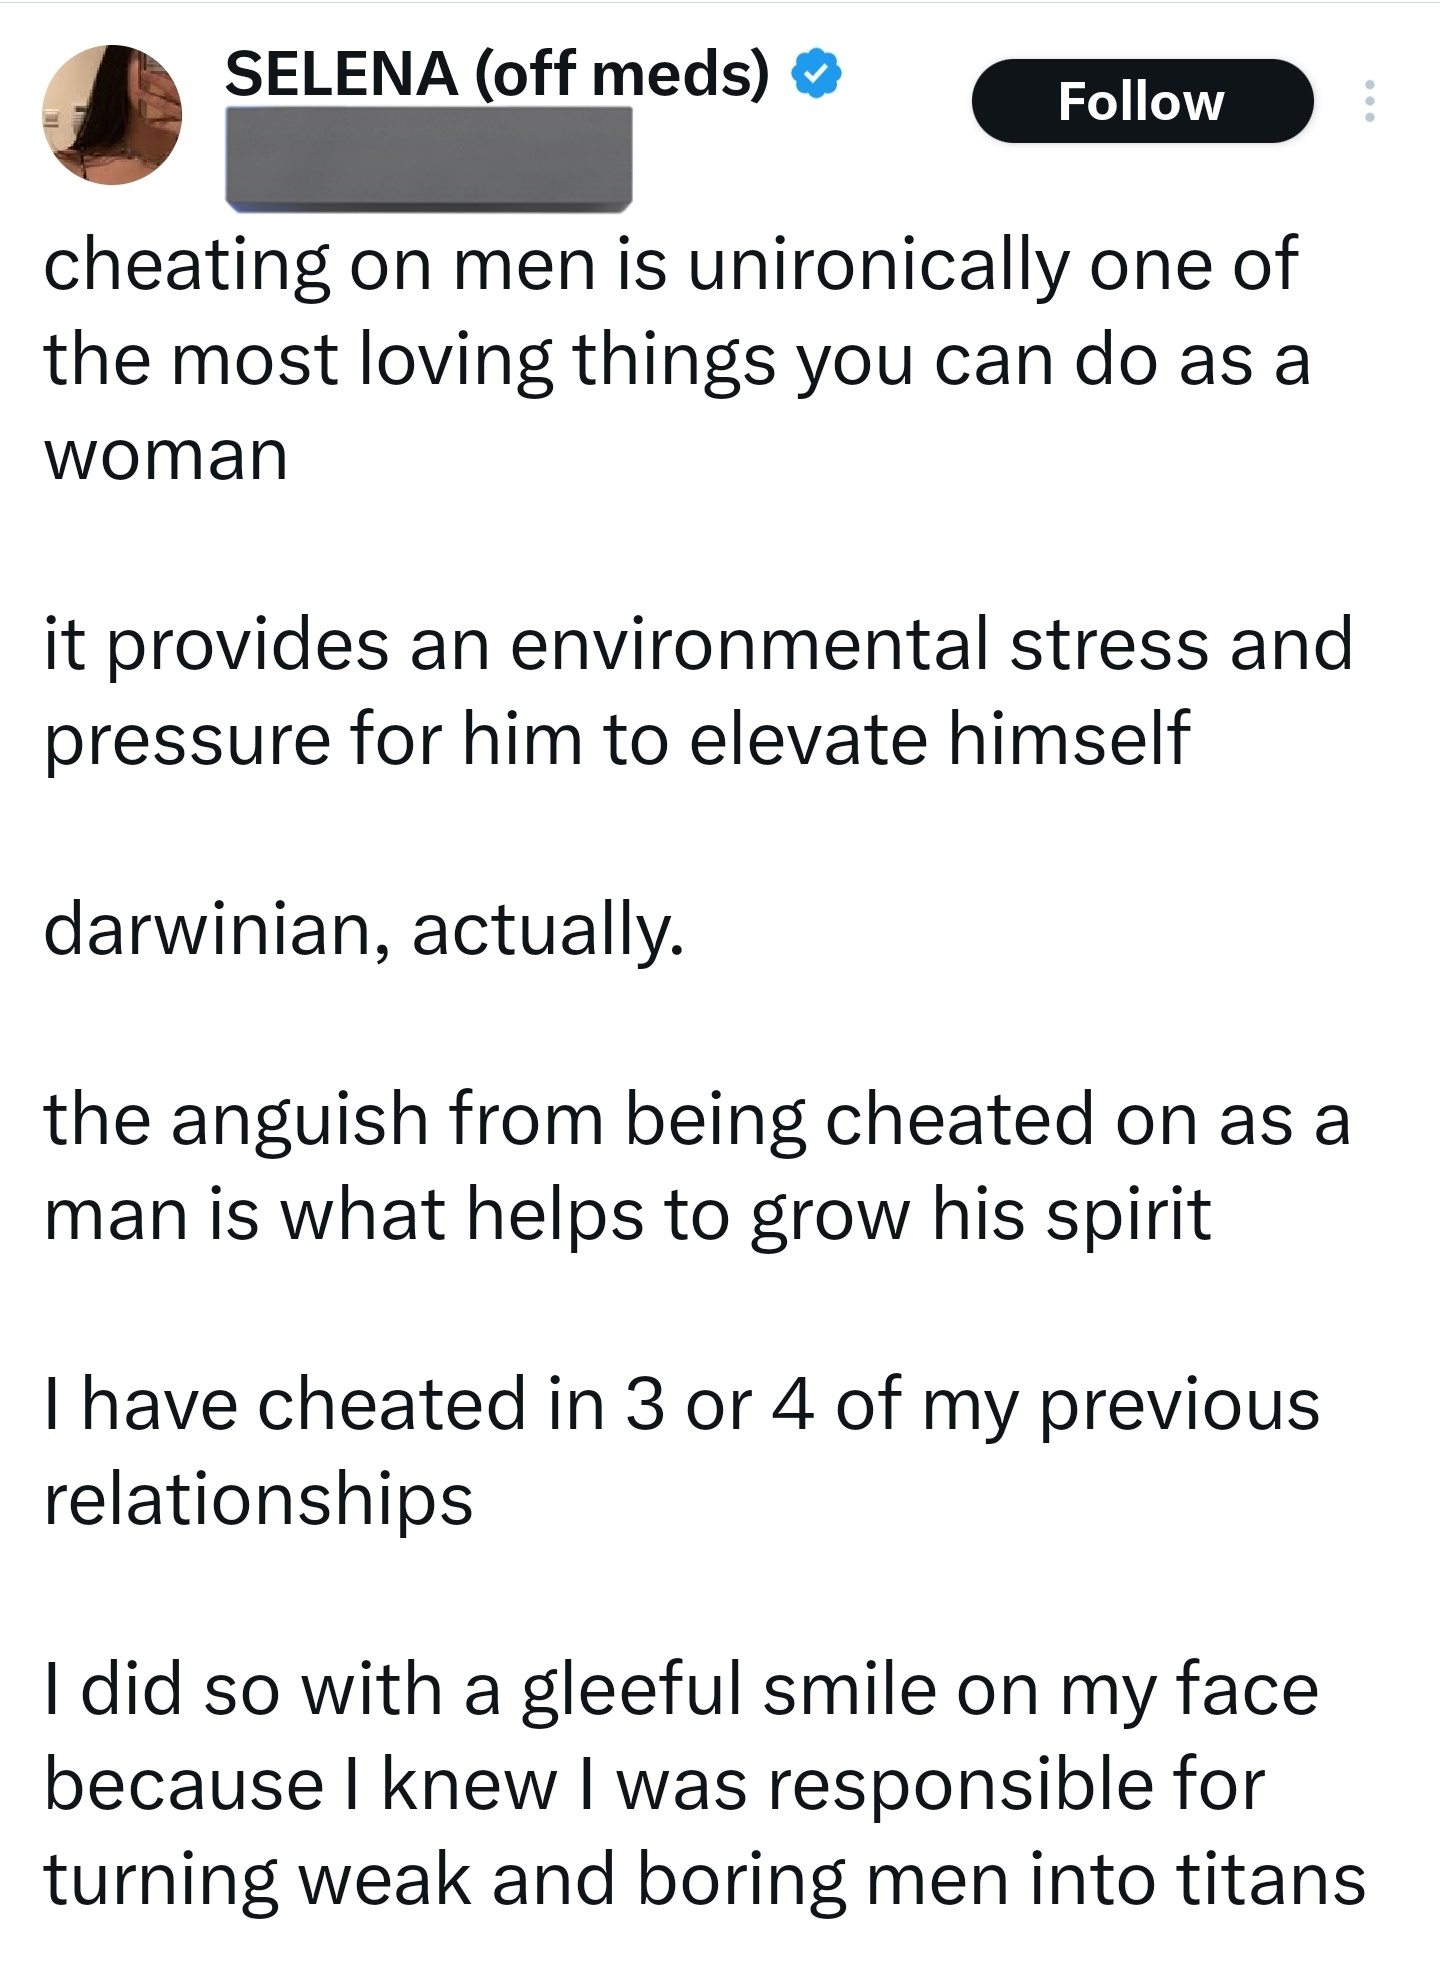 SELENA (off meds)
Follow
cheating on men is unironically one of
the most loving things you can do as a
woman
it provides an environmental stress and
pressure for him to elevate himself
darwinian, actually.
the anguish from being cheated on as a
man is what helps to grow his spirit
I have cheated in 3 or 4 of my previous
relationships
I did so with a gleeful smile on my face
because I knew I was responsible for
turning weak and boring men into titans